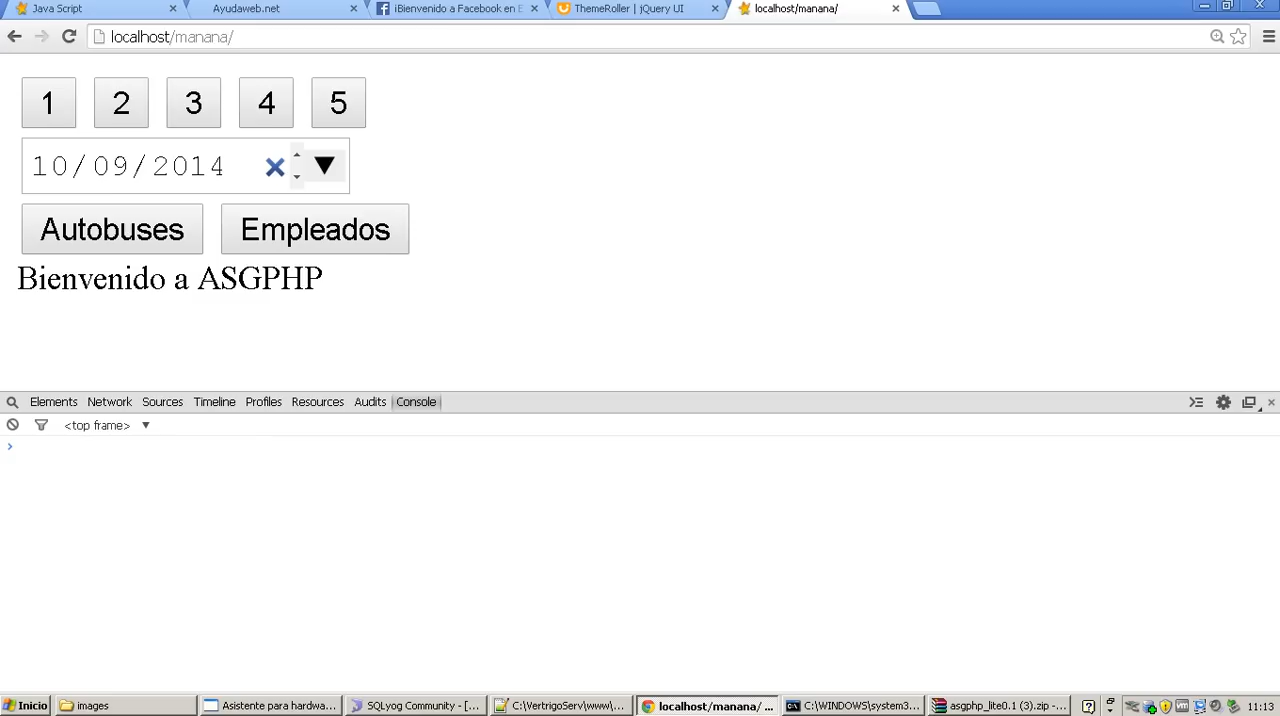 Java Script
Ayudaweb.net
¡Bienvenido a Facebook en E
ThemeRoller | jQuery UI
localhost/manana/
localhost/manana/
1 2 3 4 5
10/09/2014
Autobuses Empleados
Bienvenido a ASGPHP
Elements Network Sources Timeline Profiles Resources Audits Console
<top frame>
Inicio
images
Asistente para hardwa...
SQLyog Community - [...
C:\VertrigoServ\www\...
localhost/manana/ ...
C:\WINDOWS\system3...
asgphp_lite0.1 (3).zip - ...
11:13